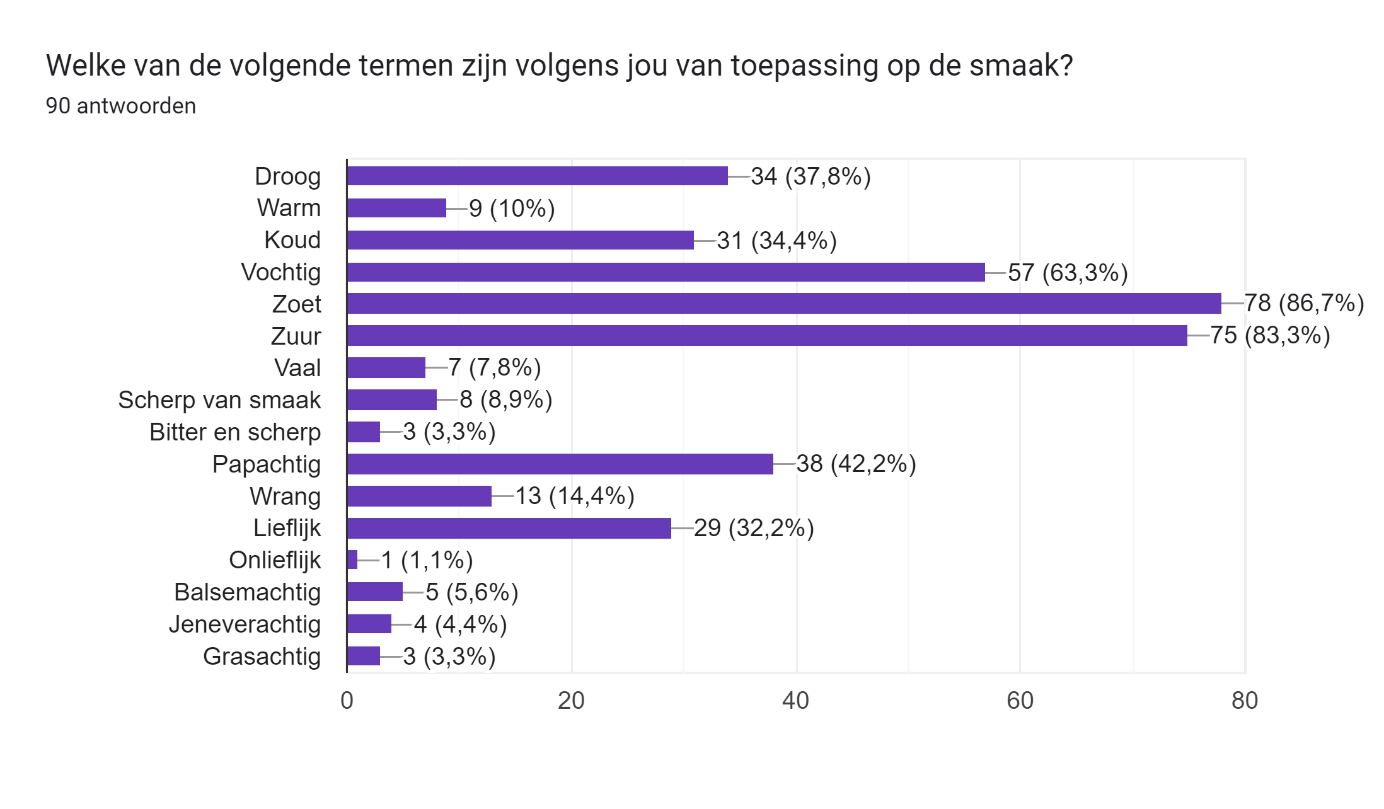 Welke van de volgende termen zijn volgens jou van toepassing op de smaak?
90 antwoorden
Droog 34 (37,8%)
Warm 9 (10%)
Koud 31 (34,4%)
Vochtig 57 (63,3%)
Zoet 78 (86,7%)
Zuur 75 (83,3%)
Vaal 7 (7,8%)
Scherp van smaak 8 (8,9%)
Bitter en scherp 3 (3,3%)
Papachtig 38 (42,2%)
Wrang 13 (14,4%)
Lieflijk 29 (32,2%)
Onlieflijk 1 (1,1%)
Balsemachtig 5 (5,6%)
Jeneverachtig 4 (4,4%)
Grasachtig 3 (3,3%)
0 20 40 60 80